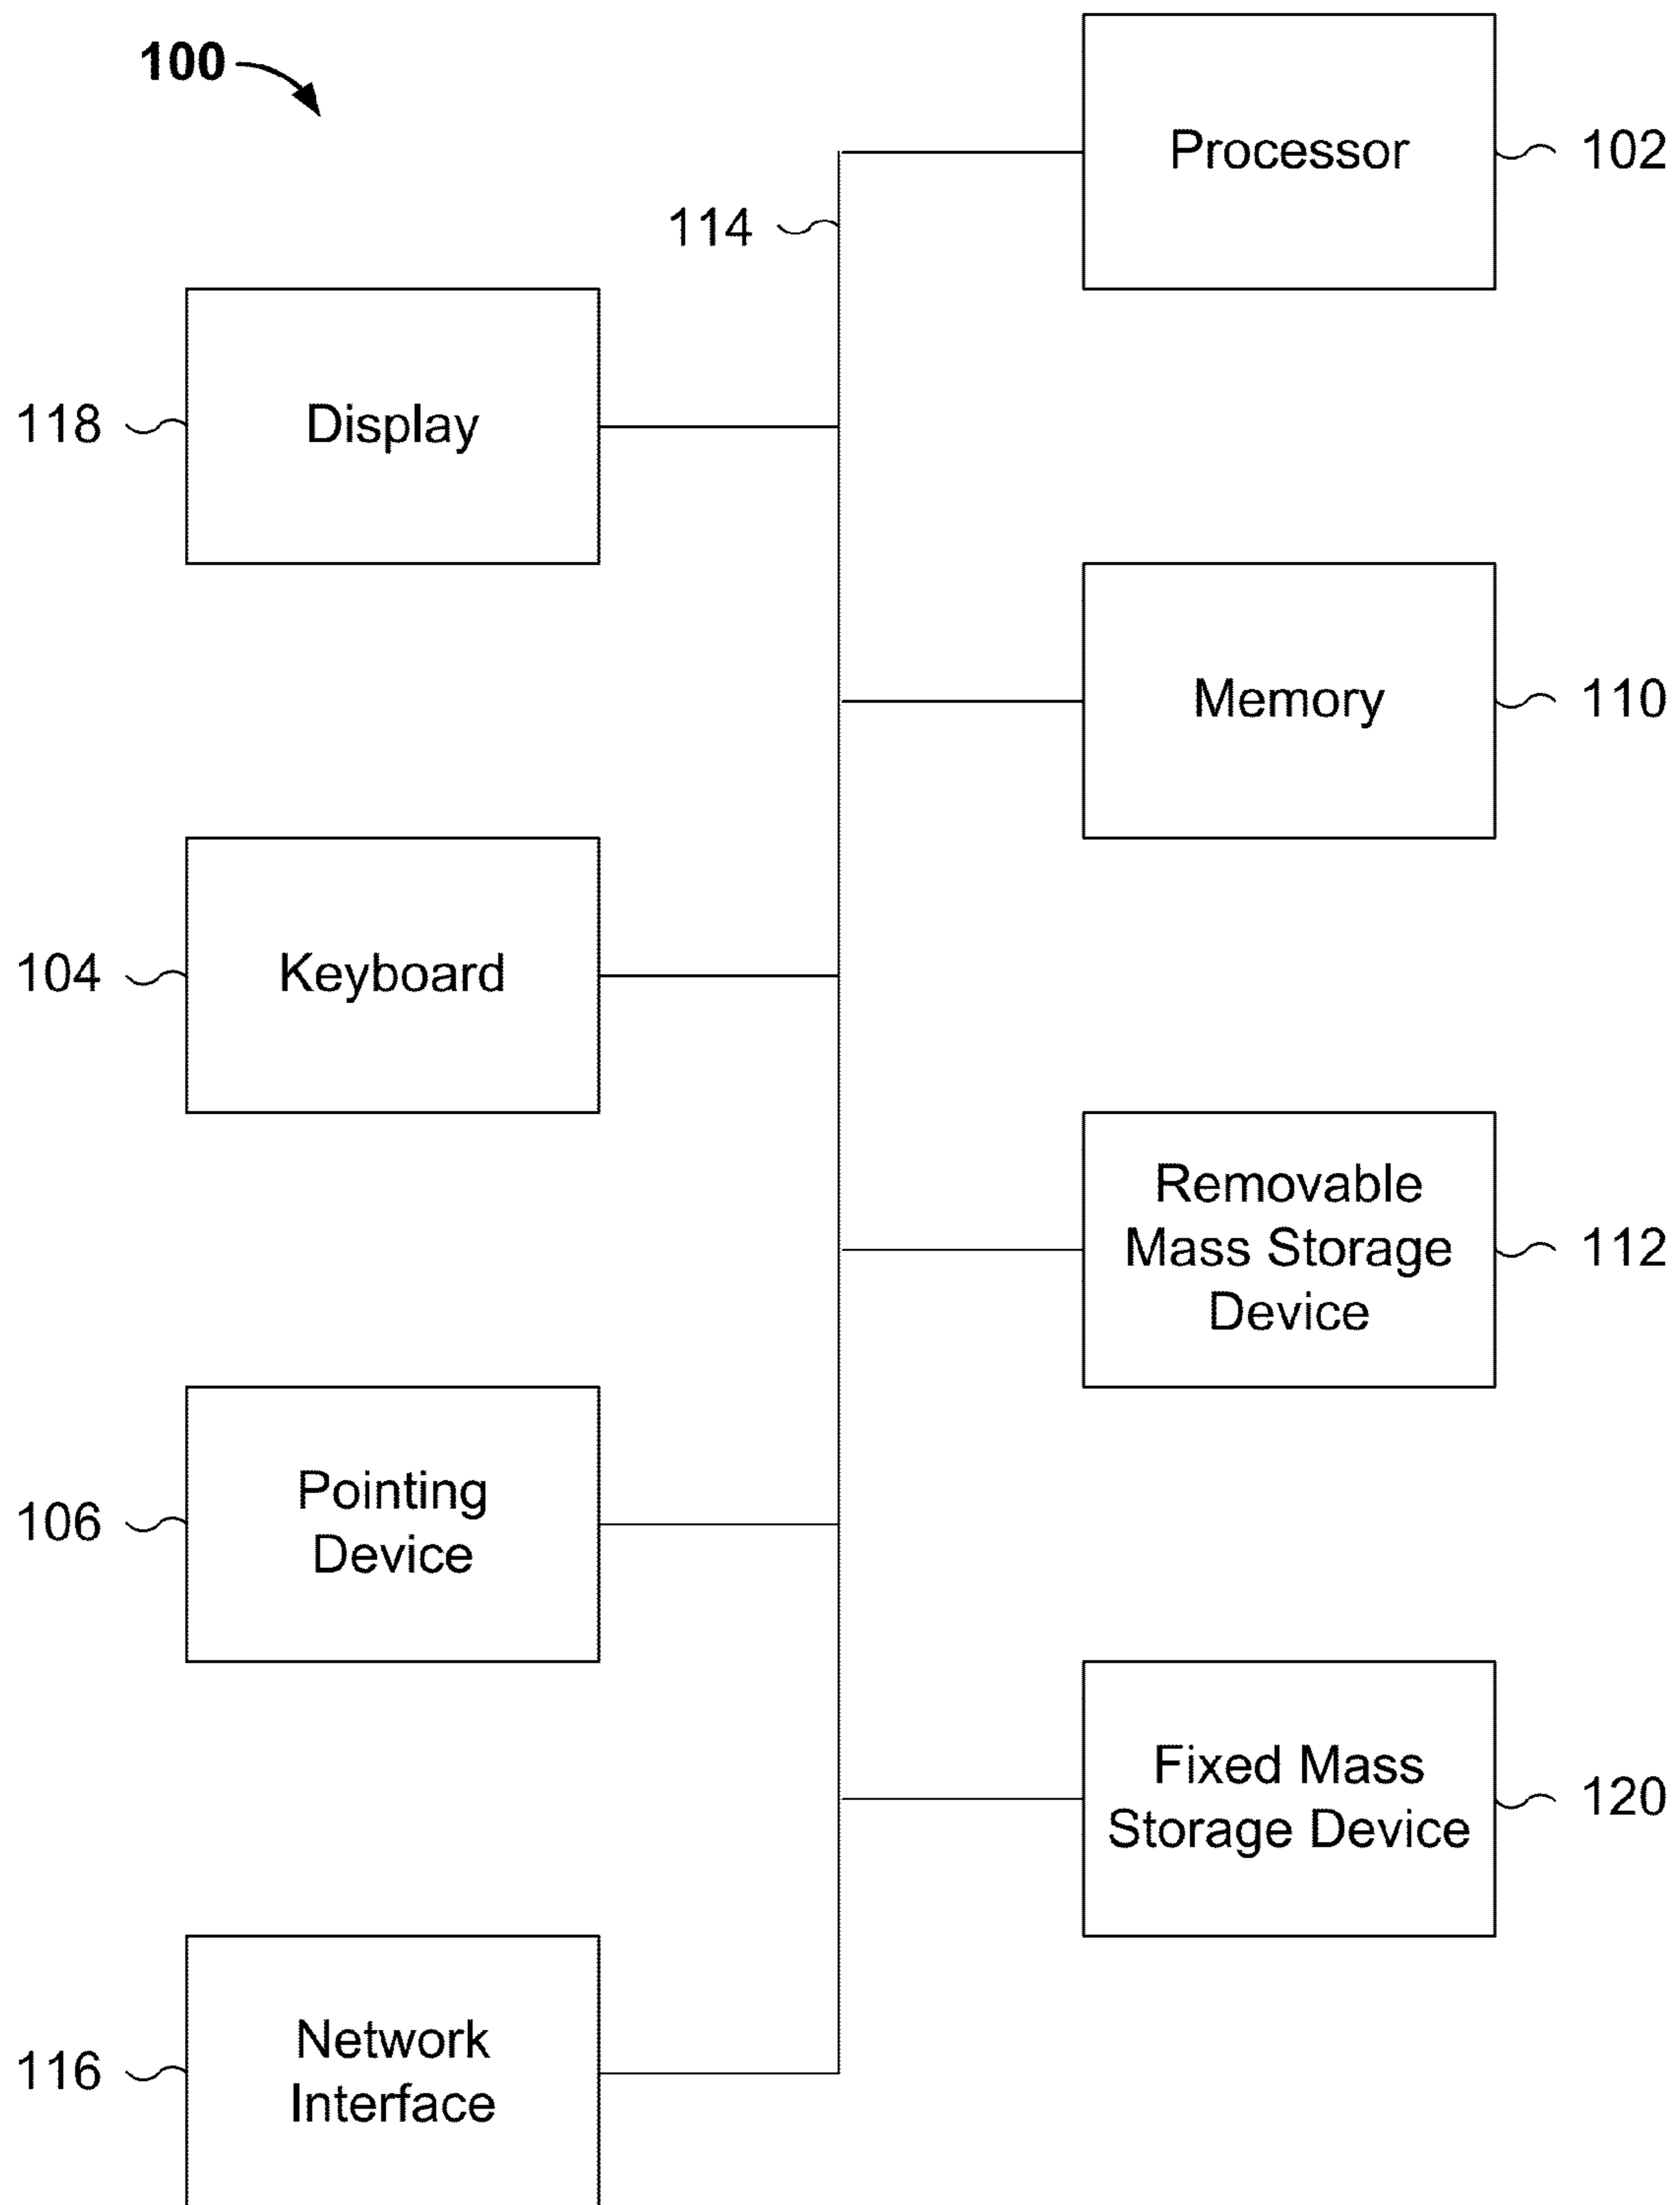 100
Processor
102
114
Display
118
Memory
110
Keyboard
104
Removable
Mass Storage
Device
112
Pointing
Device
106
Fixed Mass
Storage Device
120
Network
Interface
116